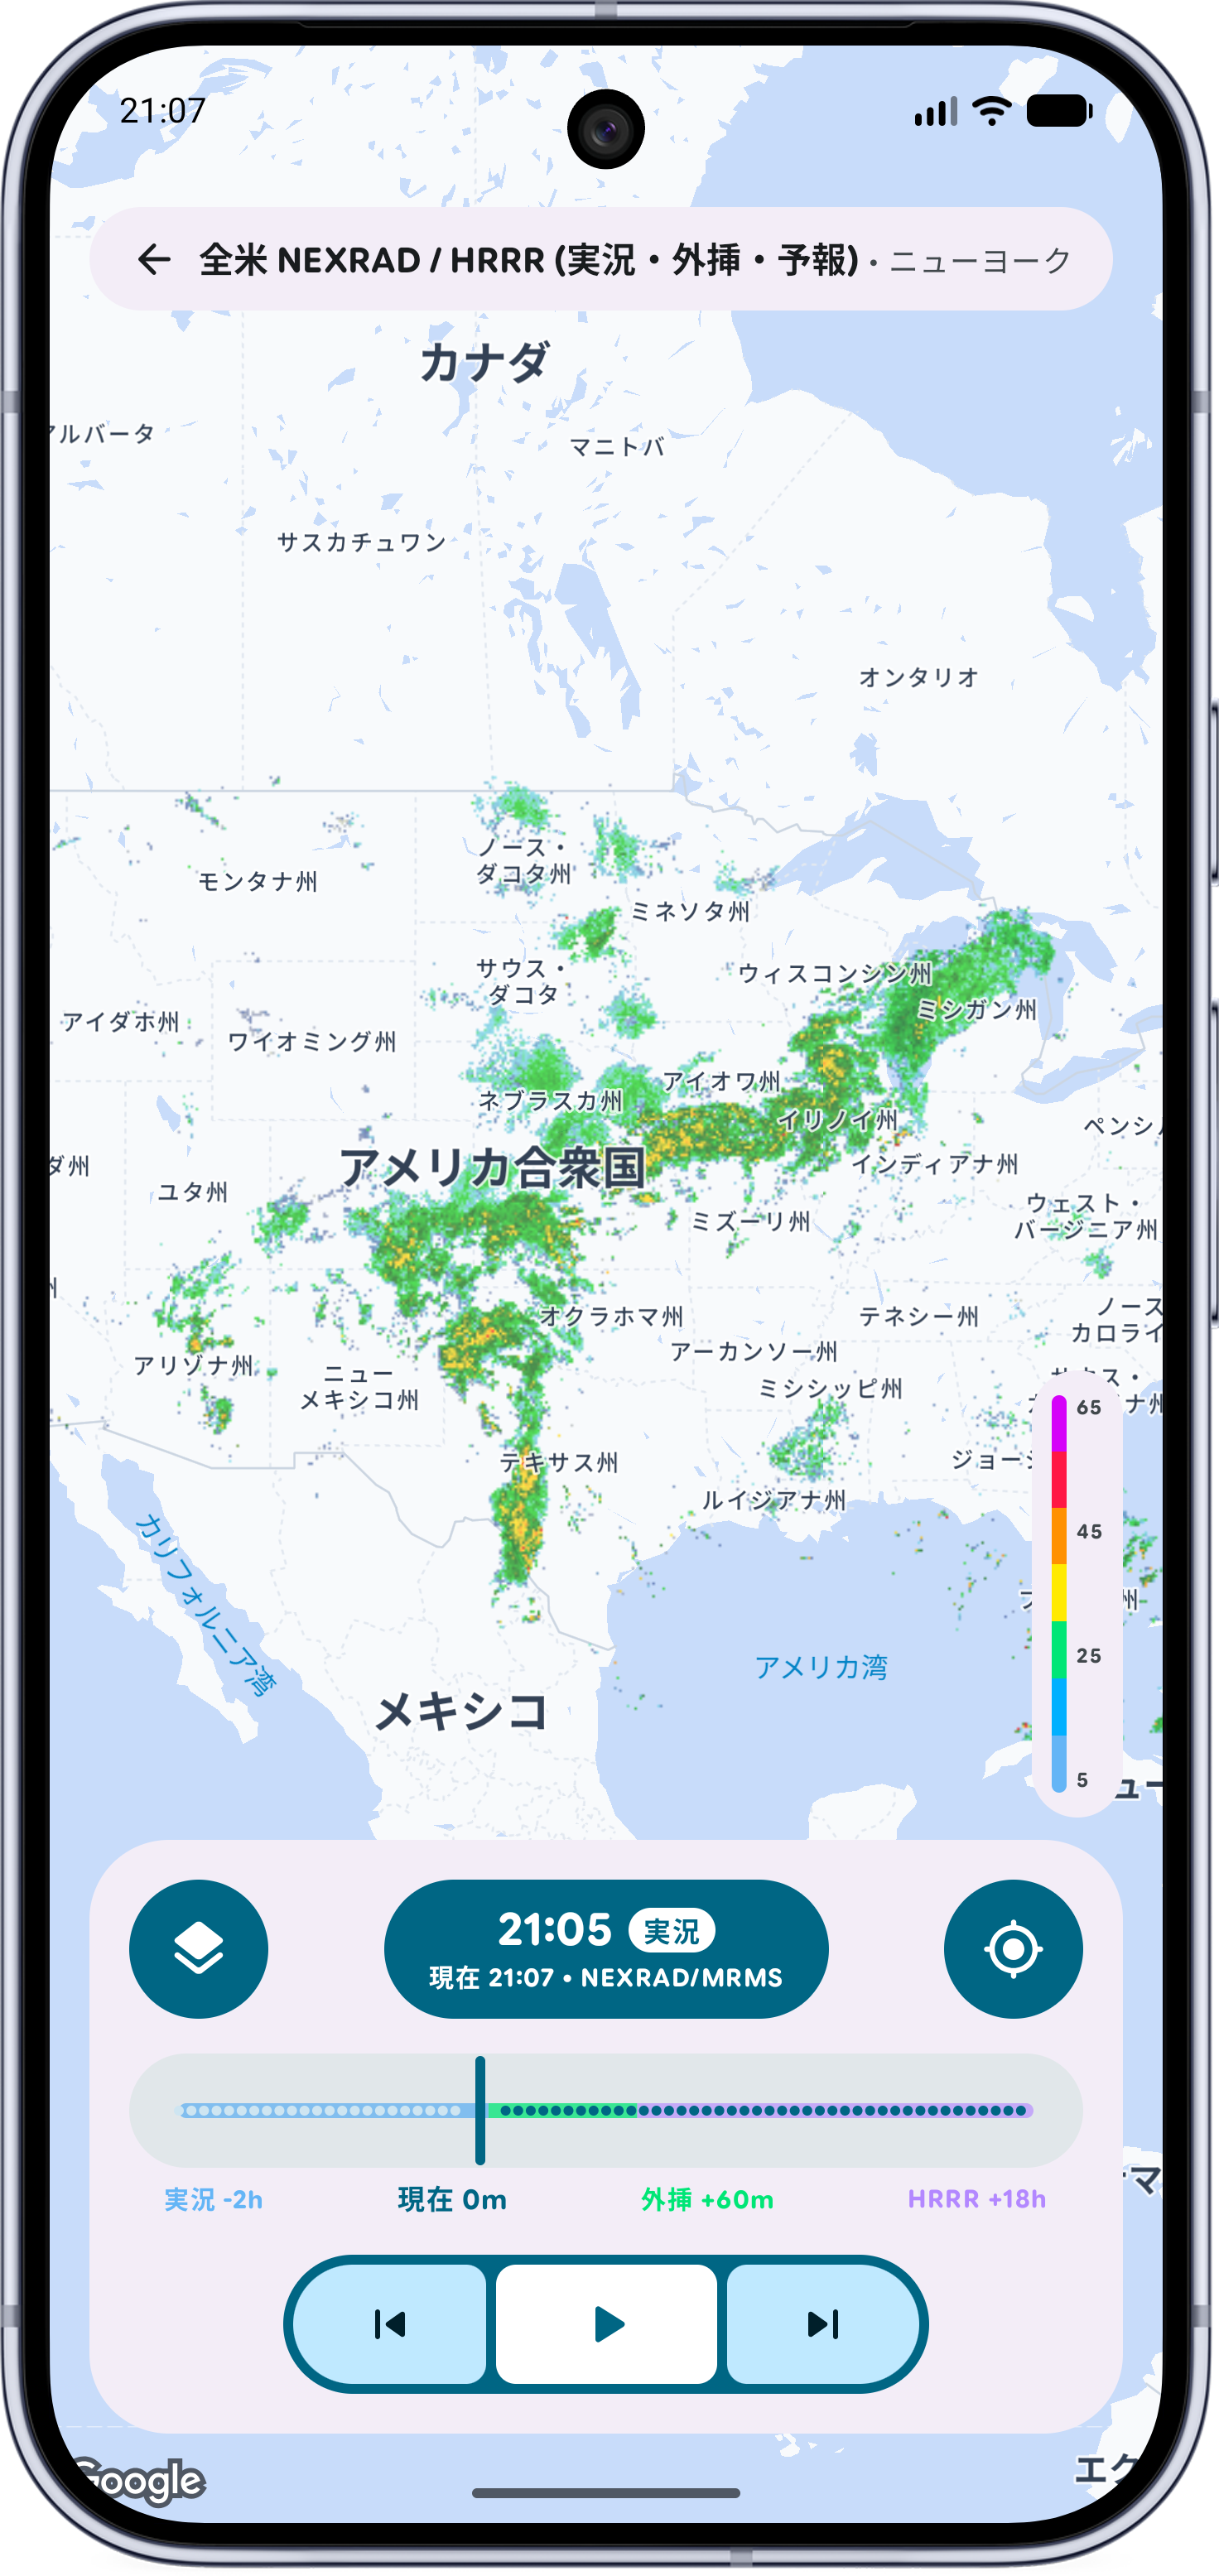 21:07
全米 NEXRAD / HRRR (実況・外挿・予報)・ニューヨーク
カナダ
アルバータ
マニトバ
サスカチュワン
オンタリオ
ノース・
ダコタ州
モンタナ州
ミネソタ州
サウス・
ダコタ
ウィスコンシン州
ミシガン州
アイダホ州
ワイオミング州
アイオワ州
ネブラスカ州
イリノイ州
ペンシ
アメリカ合衆国
インディアナ州
ダ州
ユタ州
ミズーリ州
ウェスト・
バージニア州
オクラホマ州
テネシー州
ノース
カロライ
アーカンソー州
アリゾナ州
ニュー
メキシコ州
ミシシッピ州
65
テキサス州
ジョージ
ルイジアナ州
45
カリフォルニア湾
25
アメリカ湾
メキシコ
5
ュー
21:05 実況
現在 21:07 • NEXRAD/MRMS
実況 -2h
現在 0m
外挿 +60m
HRRR +18h
マ
Google
エク